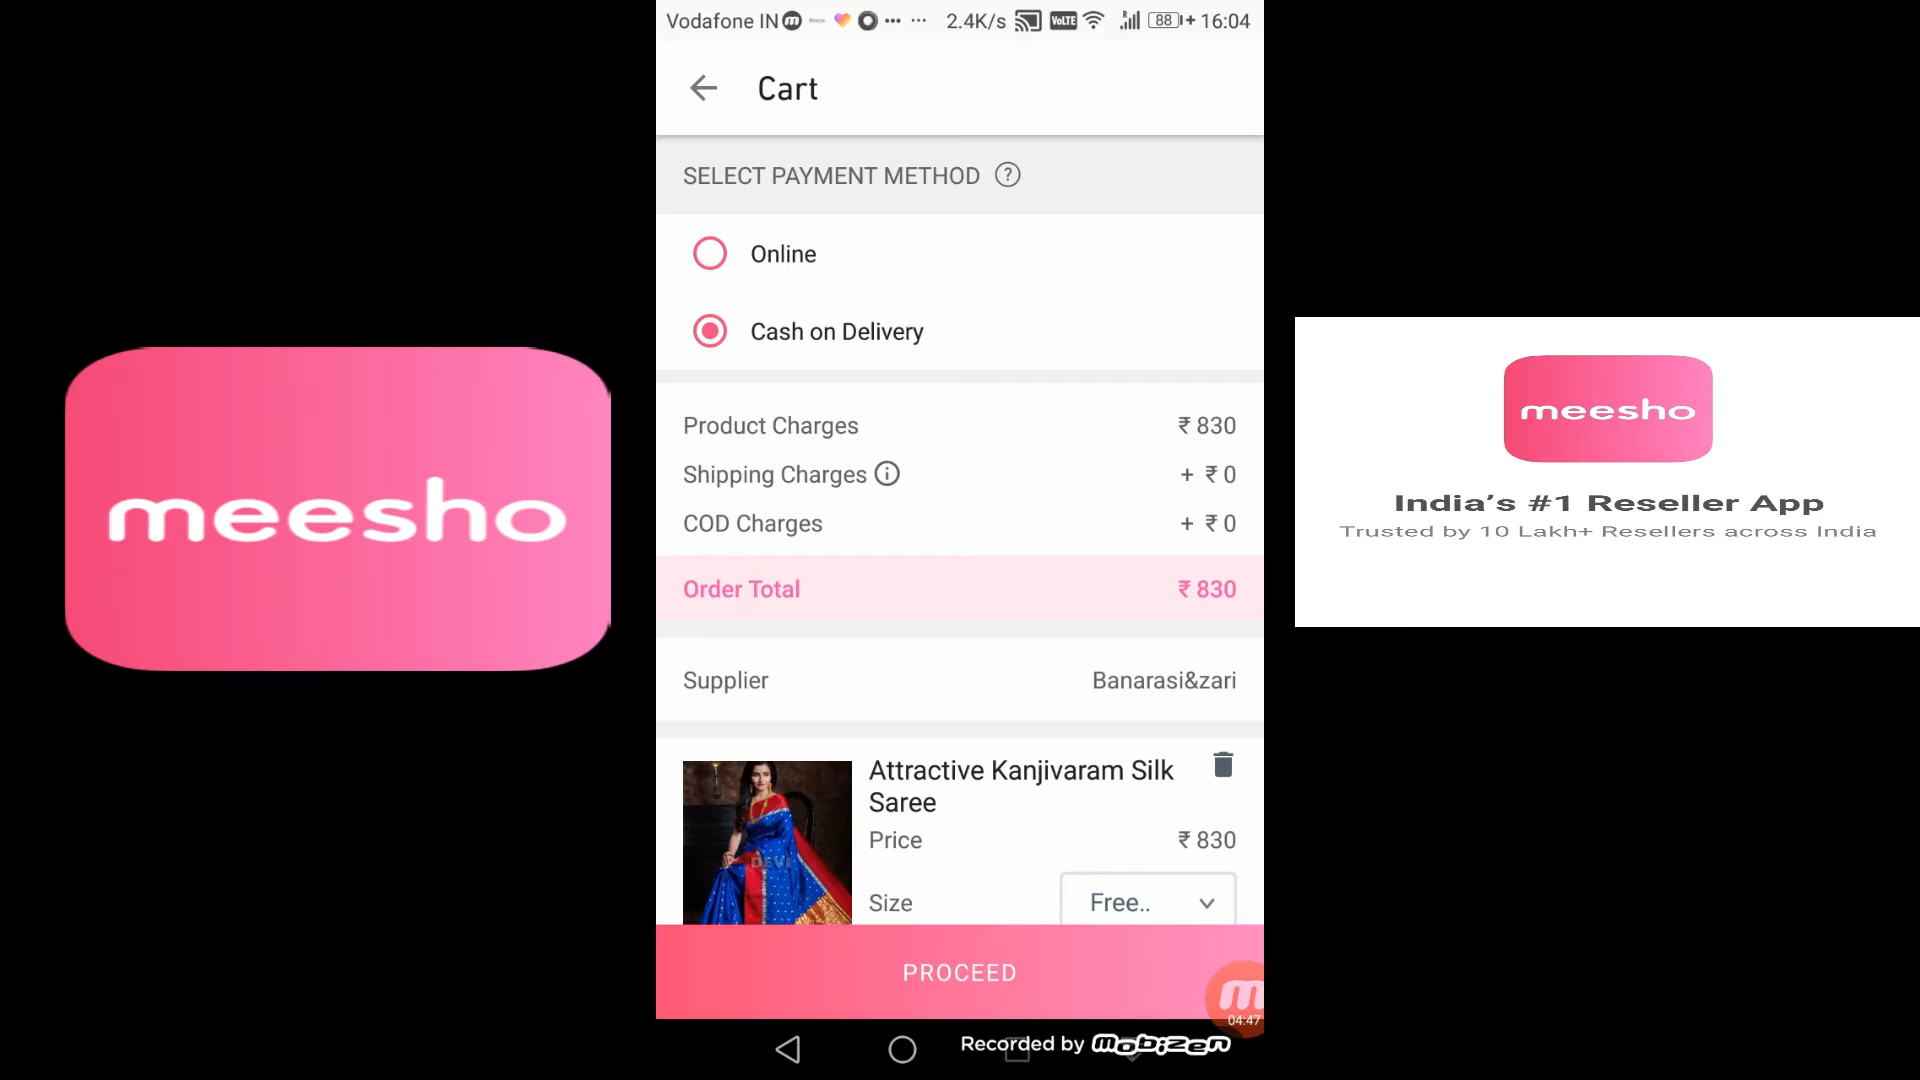 Vodafone IN 2.4K/s VoLTE 88 16:04
Cart
SELECT PAYMENT METHOD ?
Online
Cash on Delivery
Product Charges ₹ 830
Shipping Charges i + ₹ 0
COD Charges + ₹ 0
Order Total ₹ 830
Supplier Banarasi&zari
Attractive Kanjivaram Silk
Saree
Price ₹ 830
DEVI
Size Free..
PROCEED
m
04:47
Recorded by mobizen
meesho
meesho
India's #1 Reseller App
Trusted by 10 Lakh+ Resellers across India